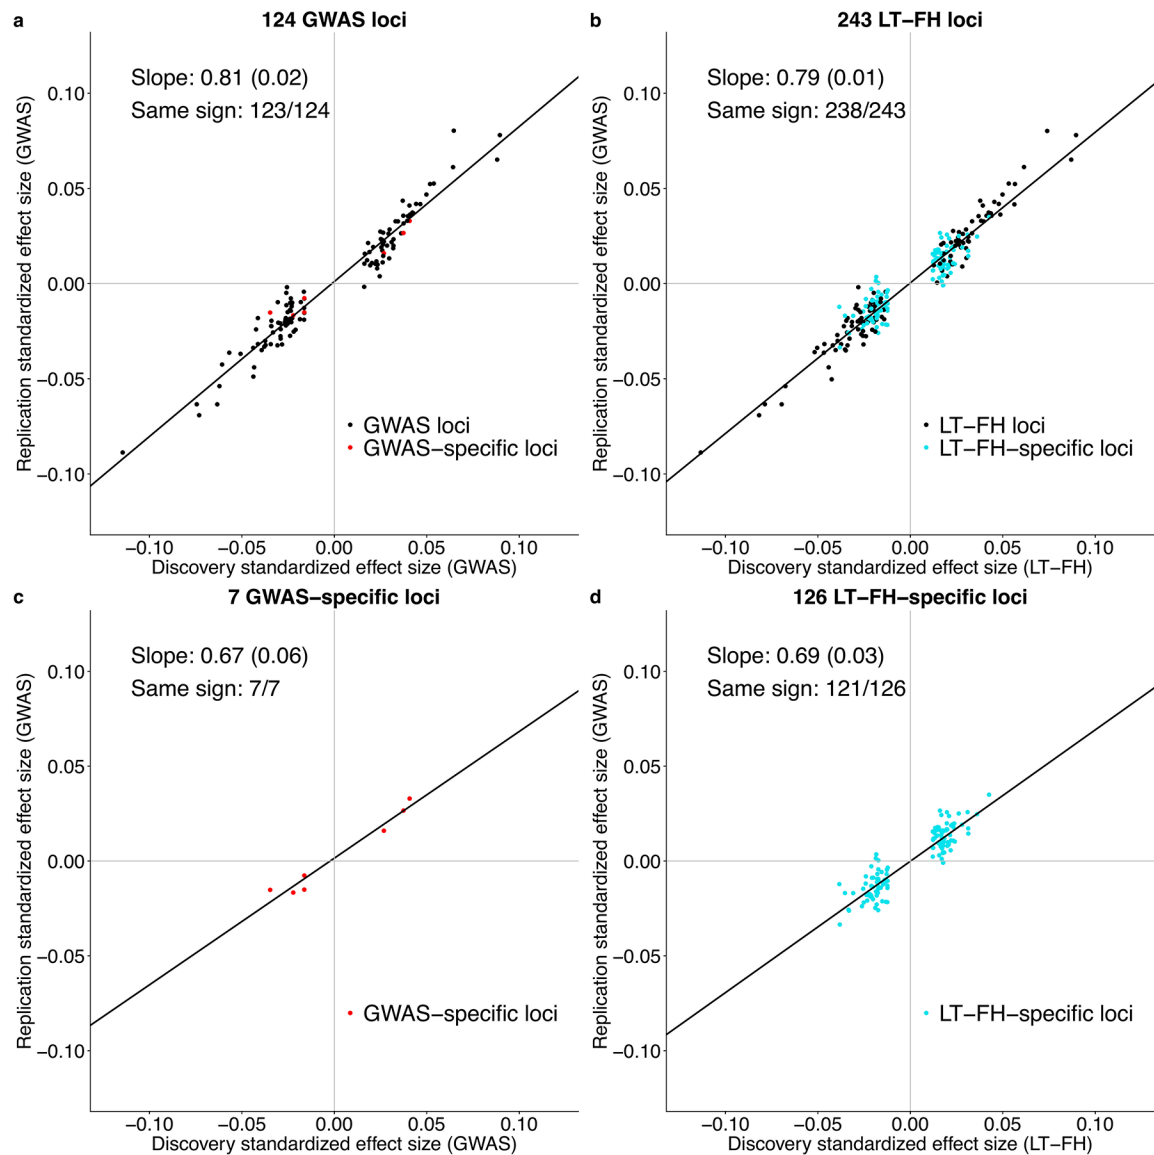 a
124 GWAS loci
Slope: 0.81 (0.02)
Same sign: 123/124
0.10
0.05
0.00
−0.05
−0.10
Replication standardized effect size (GWAS)
GWAS loci
GWAS−specific loci
−0.10 −0.05 0.00 0.05 0.10
Discovery standardized effect size (GWAS)
b
243 LT−FH loci
Slope: 0.79 (0.01)
Same sign: 238/243
0.10
0.05
0.00
−0.05
−0.10
Replication standardized effect size (GWAS)
LT−FH loci
LT−FH−specific loci
−0.10 −0.05 0.00 0.05 0.10
Discovery standardized effect size (LT−FH)
c
7 GWAS−specific loci
Slope: 0.67 (0.06)
Same sign: 7/7
0.10
0.05
0.00
−0.05
−0.10
Replication standardized effect size (GWAS)
GWAS−specific loci
−0.10 −0.05 0.00 0.05 0.10
Discovery standardized effect size (GWAS)
d
126 LT−FH−specific loci
Slope: 0.69 (0.03)
Same sign: 121/126
0.10
0.05
0.00
−0.05
−0.10
Replication standardized effect size (GWAS)
LT−FH−specific loci
−0.10 −0.05 0.00 0.05 0.10
Discovery standardized effect size (LT−FH)